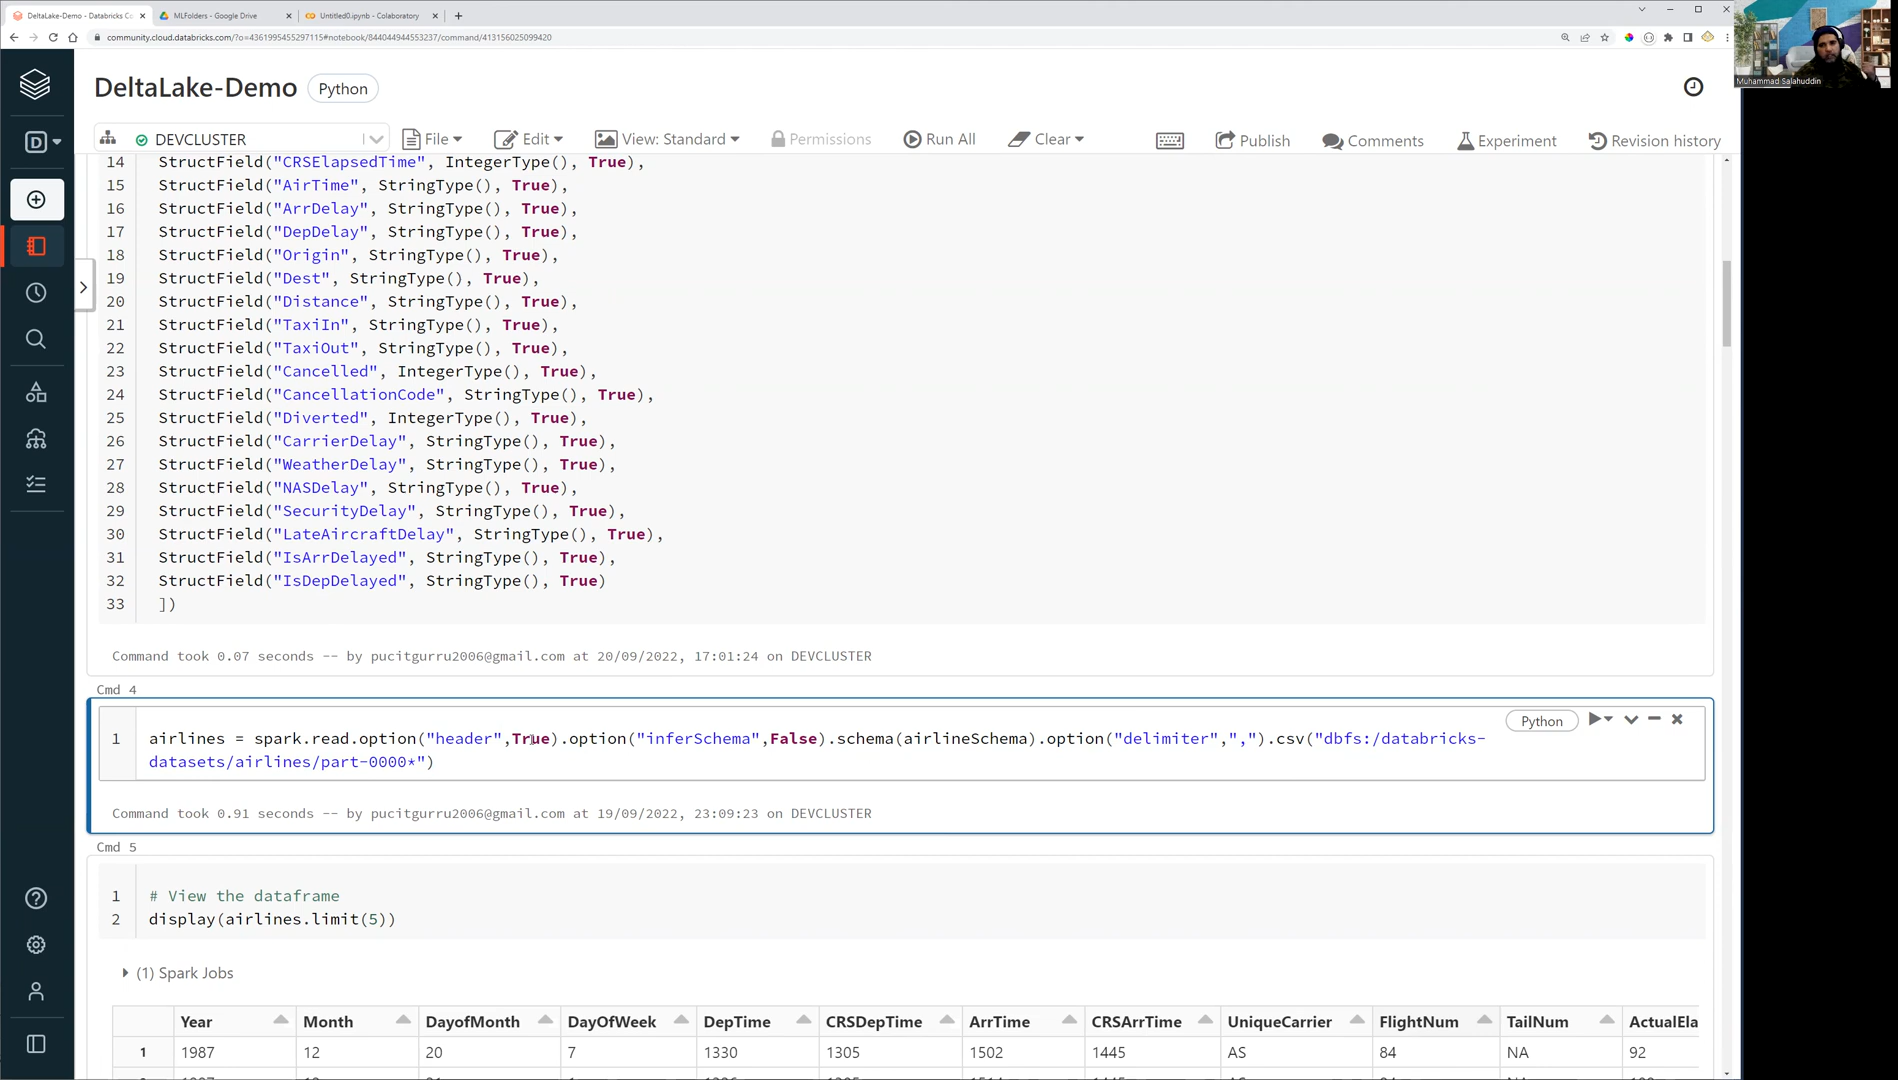 DeltaLake-Demo - Databricks Co
MLFolders - Google Drive
Untitled0.ipynb - Colaboratory
community.cloud.databricks.com/?o=4361995455297115#notebook/844044944553237/command/413156025099420
Muhammad Salahuddin
DeltaLake-Demo Python
DEVCLUSTER File Edit View: Standard Permissions Run All Clear Publish Comments Experiment Revision history
14 StructField("CRSElapsedTime", IntegerType(), True),
15 StructField("AirTime", StringType(), True),
16 StructField("ArrDelay", StringType(), True),
17 StructField("DepDelay", StringType(), True),
18 StructField("Origin", StringType(), True),
19 StructField("Dest", StringType(), True),
20 StructField("Distance", StringType(), True),
21 StructField("TaxiIn", StringType(), True),
22 StructField("TaxiOut", StringType(), True),
23 StructField("Cancelled", IntegerType(), True),
24 StructField("CancellationCode", StringType(), True),
25 StructField("Diverted", IntegerType(), True),
26 StructField("CarrierDelay", StringType(), True),
27 StructField("WeatherDelay", StringType(), True),
28 StructField("NASDelay", StringType(), True),
29 StructField("SecurityDelay", StringType(), True),
30 StructField("LateAircraftDelay", StringType(), True),
31 StructField("IsArrDelayed", StringType(), True),
32 StructField("IsDepDelayed", StringType(), True)
33 ])
Command took 0.07 seconds -- by pucitgurru2006@gmail.com at 20/09/2022, 17:01:24 on DEVCLUSTER
Cmd 4
Python
1 airlines = spark.read.option("header",True).option("inferSchema",False).schema(airlineSchema).option("delimiter",",").csv("dbfs:/databricks-
datasets/airlines/part-0000*")
Command took 0.91 seconds -- by pucitgurru2006@gmail.com at 19/09/2022, 23:09:23 on DEVCLUSTER
Cmd 5
1 # View the dataframe
2 display(airlines.limit(5))
(1) Spark Jobs
Year Month DayofMonth DayOfWeek DepTime CRSDepTime ArrTime CRSArrTime UniqueCarrier FlightNum TailNum ActualEla
1 1987 12 20 7 1330 1305 1502 1445 AS 84 NA 92